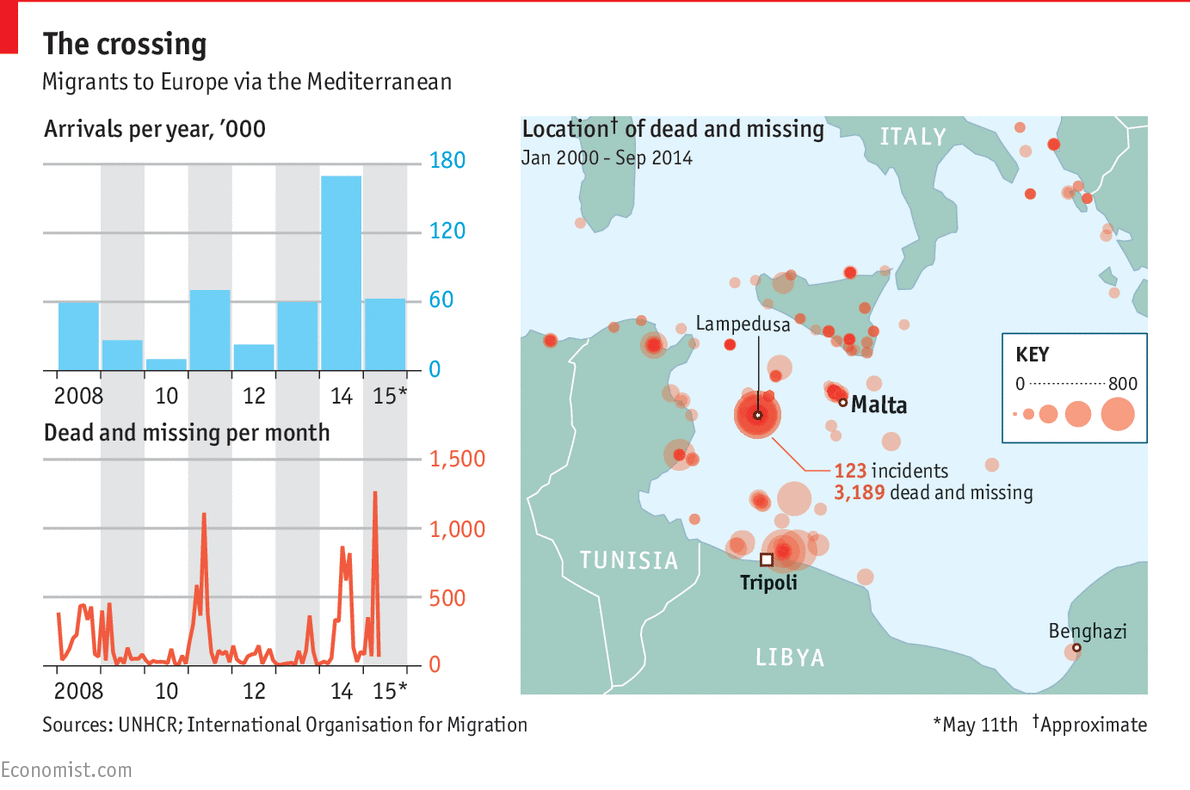 The crossing
Migrants to Europe via the Mediterranean
Arrivals per year, ’000
180
120
60
0
2008 10 12 14 15*
Dead and missing per month
1,500
1,000
500
0
2008 10 12 14 15*
Location† of dead and missing
Jan 2000 - Sep 2014
ITALY
Lampedusa
KEY
0 800
Malta
123 incidents
3,189 dead and missing
TUNISIA
Tripoli
Benghazi
LIBYA
Sources: UNHCR; International Organisation for Migration
*May 11th †Approximate
Economist.com